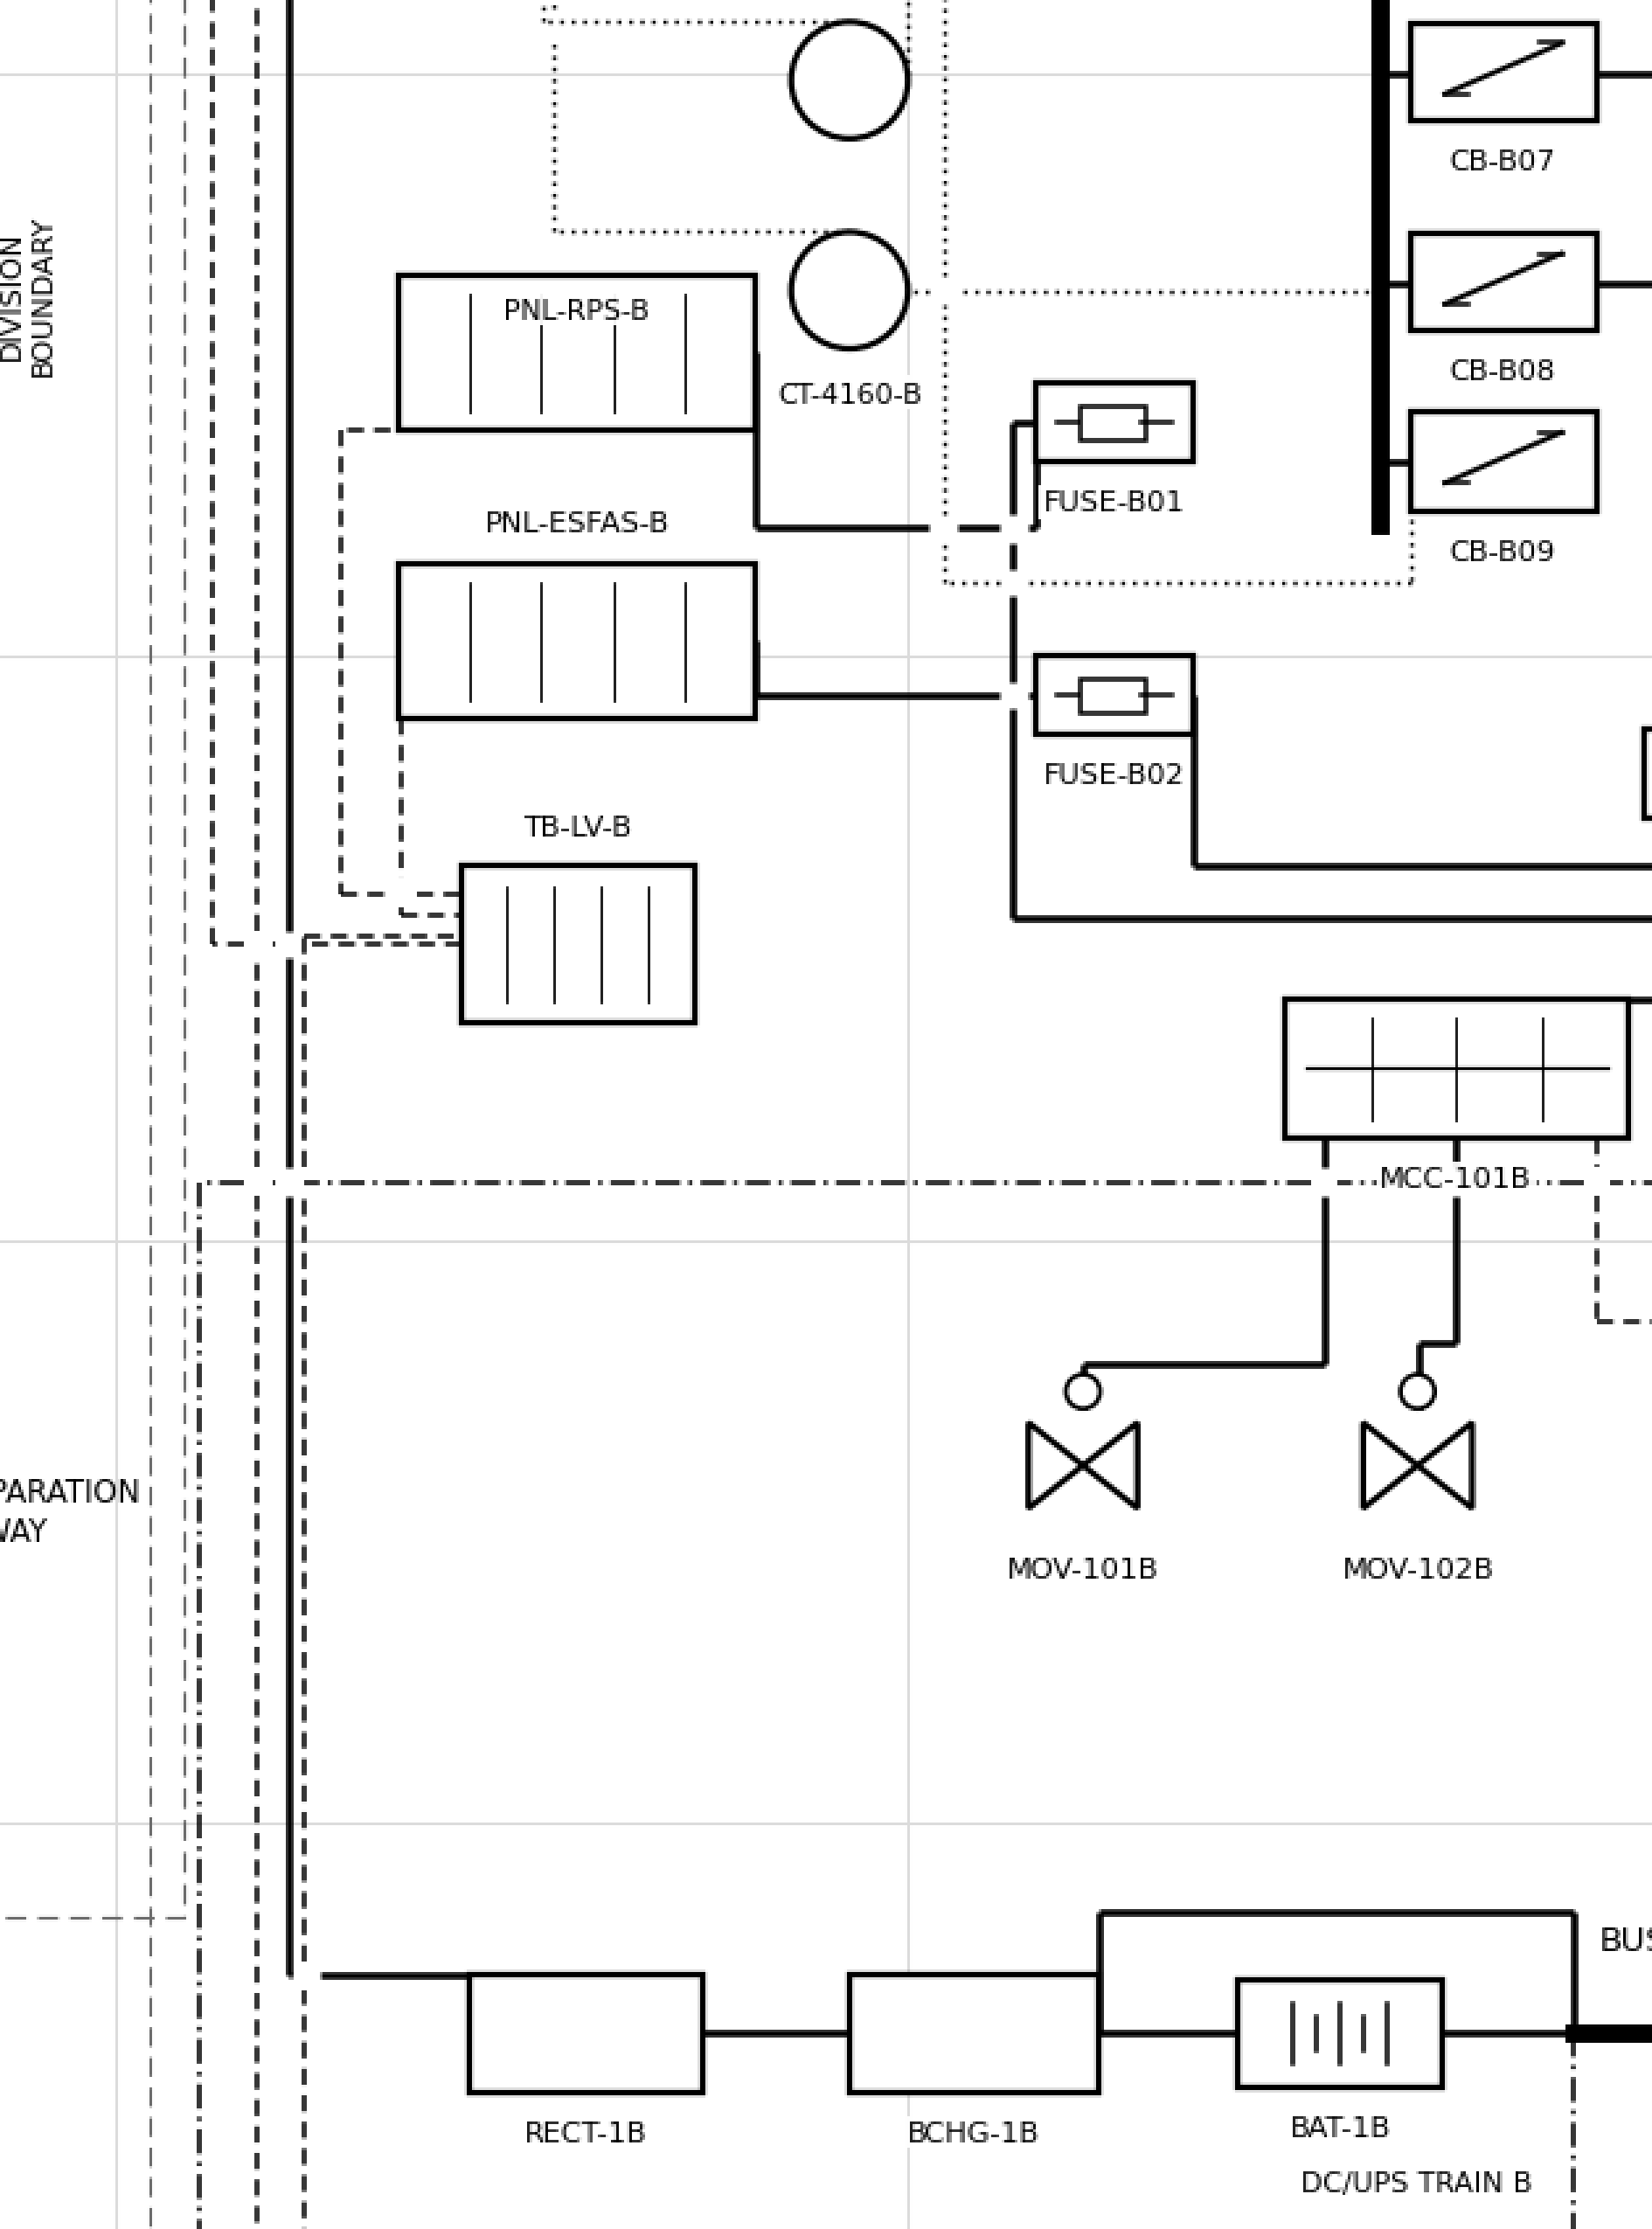 CB-B07
DIVISION
BOUNDARY
PNL-RPS-B
CB-B08
CT-4160-B
FUSE-B01
PNL-ESFAS-B
CB-B09
FUSE-B02
TB-LV-B
MCC-101B
PARATION
WAY
MOV-101B
MOV-102B
BUS
RECT-1B
BCHG-1B
BAT-1B
DC/UPS TRAIN B